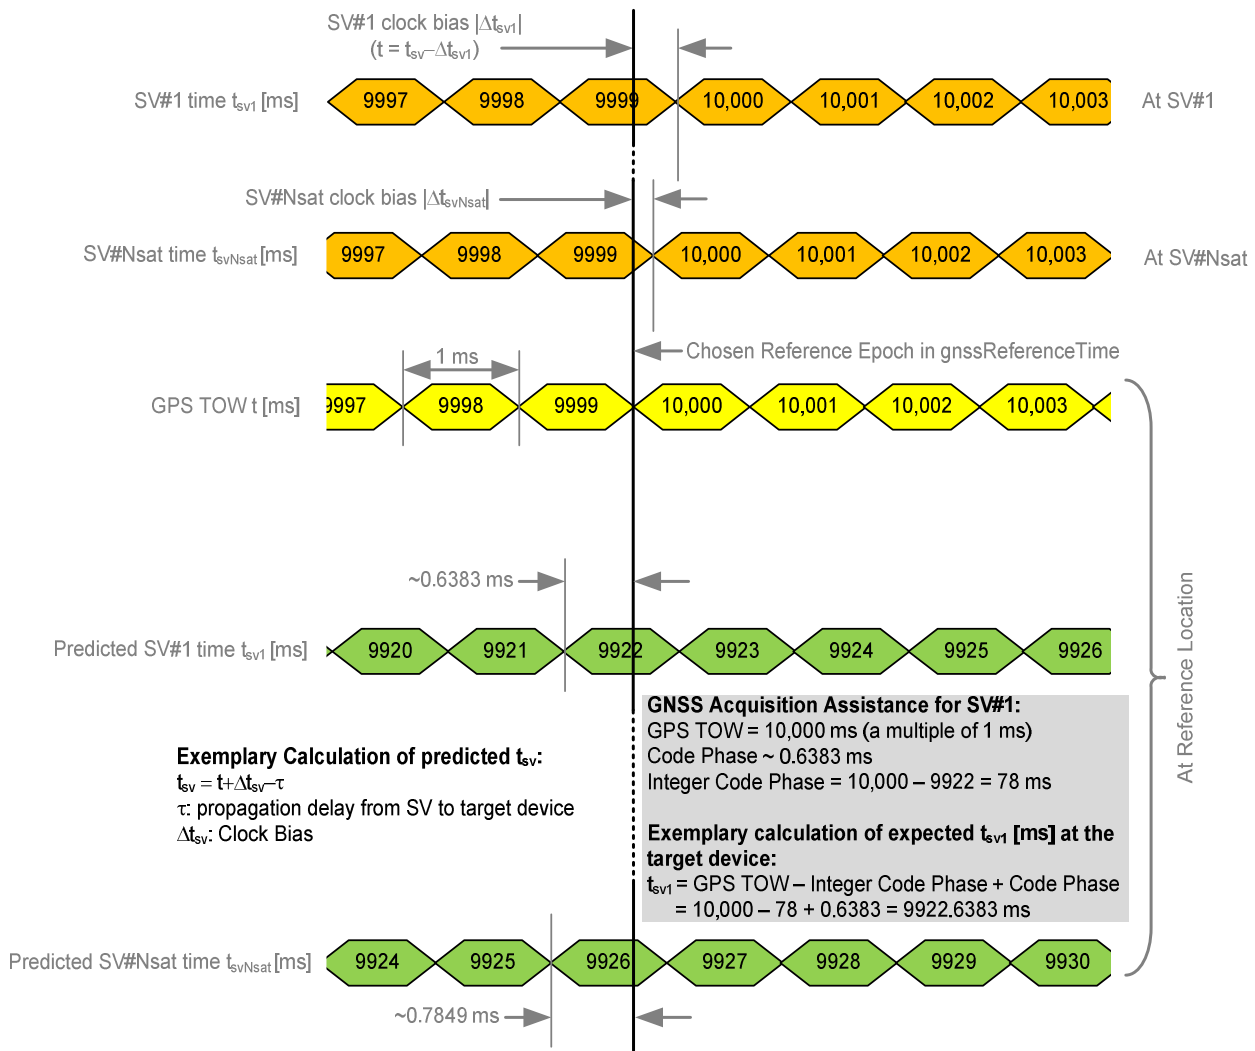 SV#1 clock bias |Δtsv1|
(t = tsv–Δtsv1)
SV#1 time tsv1 [ms]
9997 9998 9999 10,000 10,001 10,002 10,003
At SV#1
SV#Nsat clock bias |ΔtsvNsat|
SV#Nsat time tsvNsat [ms]
9997 9998 9999 10,000 10,001 10,002 10,003
At SV#Nsat
Chosen Reference Epoch in gnssReferenceTime
1 ms
GPS TOW t [ms]
9997 9998 9999 10,000 10,001 10,002 10,003
~0.6383 ms
Predicted SV#1 time tsv1 [ms]
9920 9921 9922 9923 9924 9925 9926
At Reference Location
GNSS Acquisition Assistance for SV#1:
GPS TOW = 10,000 ms (a multiple of 1 ms)
Code Phase ~ 0.6383 ms
Integer Code Phase = 10,000 – 9922 = 78 ms
Exemplary calculation of expected tsv1 [ms] at the
target device:
tsv1 = GPS TOW – Integer Code Phase + Code Phase
= 10,000 – 78 + 0.6383 = 9922.6383 ms
Exemplary Calculation of predicted tsv:
tsv = t+Δtsv–τ
τ: propagation delay from SV to target device
Δtsv: Clock Bias
Predicted SV#Nsat time tsvNsat [ms]
9924 9925 9926 9927 9928 9929 9930
~0.7849 ms